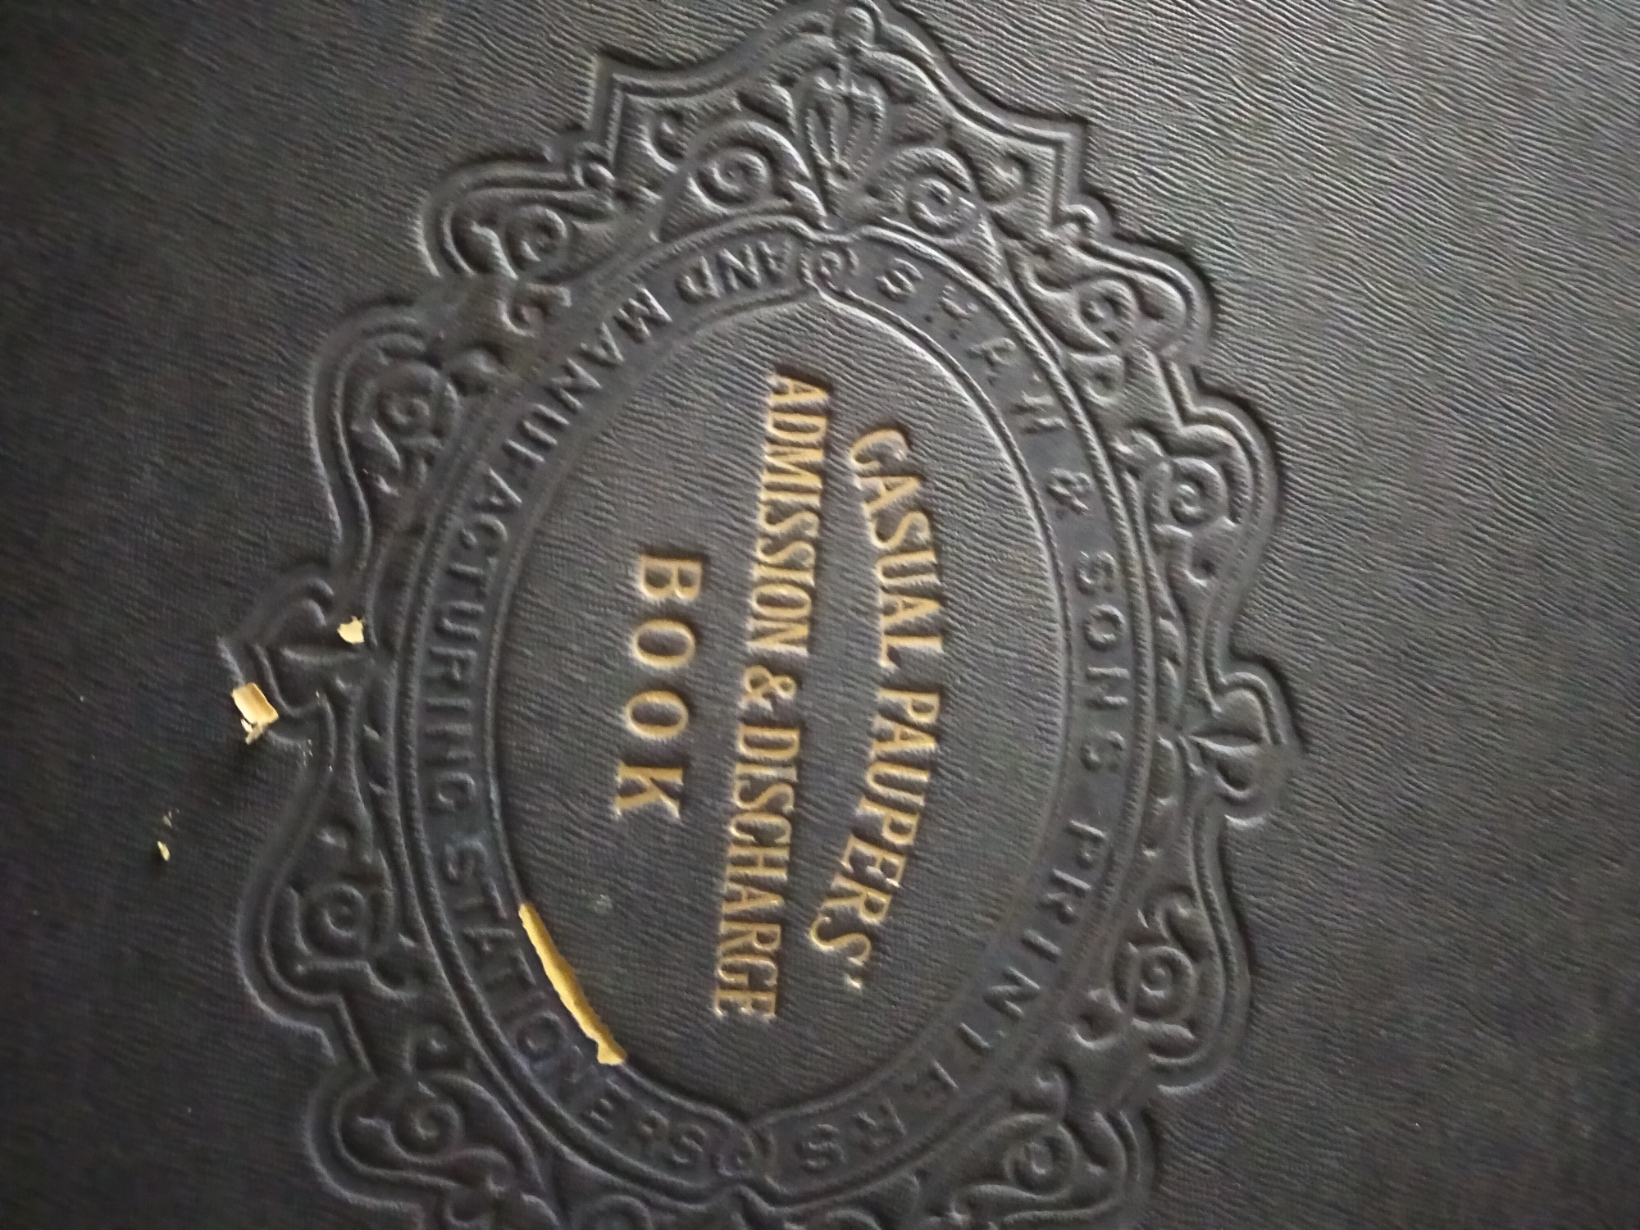 CASUAL PAUPERS'
ADMISSION & DISCHARGE
BOOK
& SONS PRINTERS
AND MANUFACTURING STATIONERS